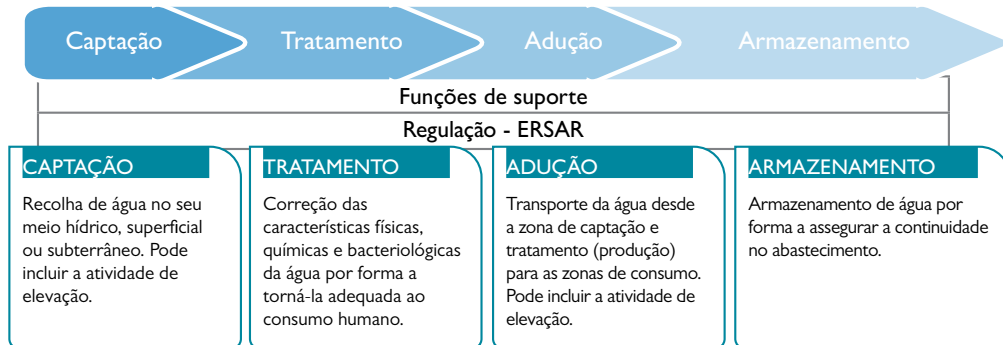 Captação
Tratamento
Adução
Armazenamento
Funções de suporte
Regulação - ERSAR
CAPTAÇÃO
Recolha de água no seu
meio hídrico, superficial
ou subterrâneo. Pode
incluir a atividade de
elevação.
TRATAMENTO
Correção das
características físicas,
químicas e bacteriológicas
da água por forma a
torná-la adequada ao
consumo humano.
ADUÇÃO
Transporte da água desde
a zona de captação e
tratamento (produção)
para as zonas de consumo.
Pode incluir a atividade de
elevação.
ARMAZENAMENTO
Armazenamento de água por
forma a assegurar a continuidade
no abastecimento.